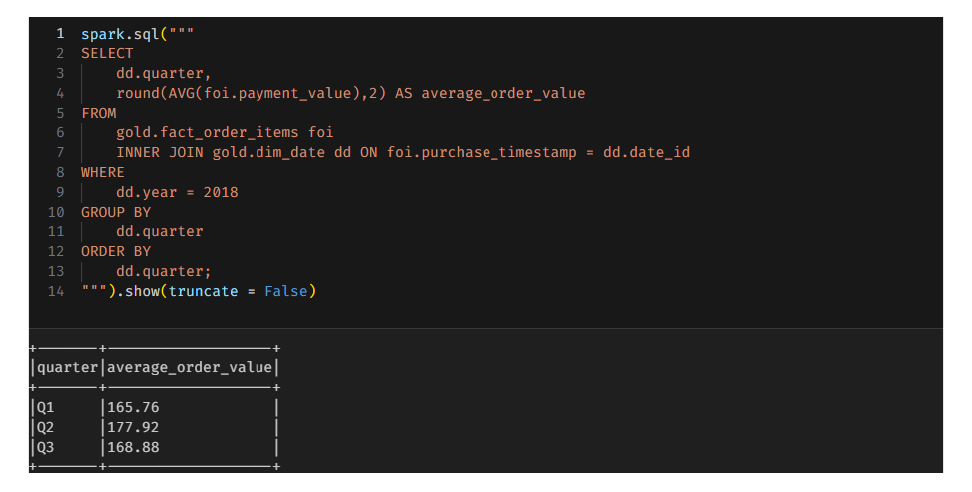 1 spark.sql("""
2 SELECT
3     dd.quarter,
4     round(AVG(foi.payment_value),2) AS average_order_value
5 FROM
6     gold.fact_order_items foi
7     INNER JOIN gold.dim_date dd ON foi.purchase_timestamp = dd.date_id
8 WHERE
9     dd.year = 2018
10 GROUP BY
11     dd.quarter
12 ORDER BY
13     dd.quarter;
14 """).show(truncate = False)
+-------+-------------------+
|quarter|average_order_value|
+-------+-------------------+
|Q1     |165.76             |
|Q2     |177.92             |
|Q3     |168.88             |
+-------+-------------------+